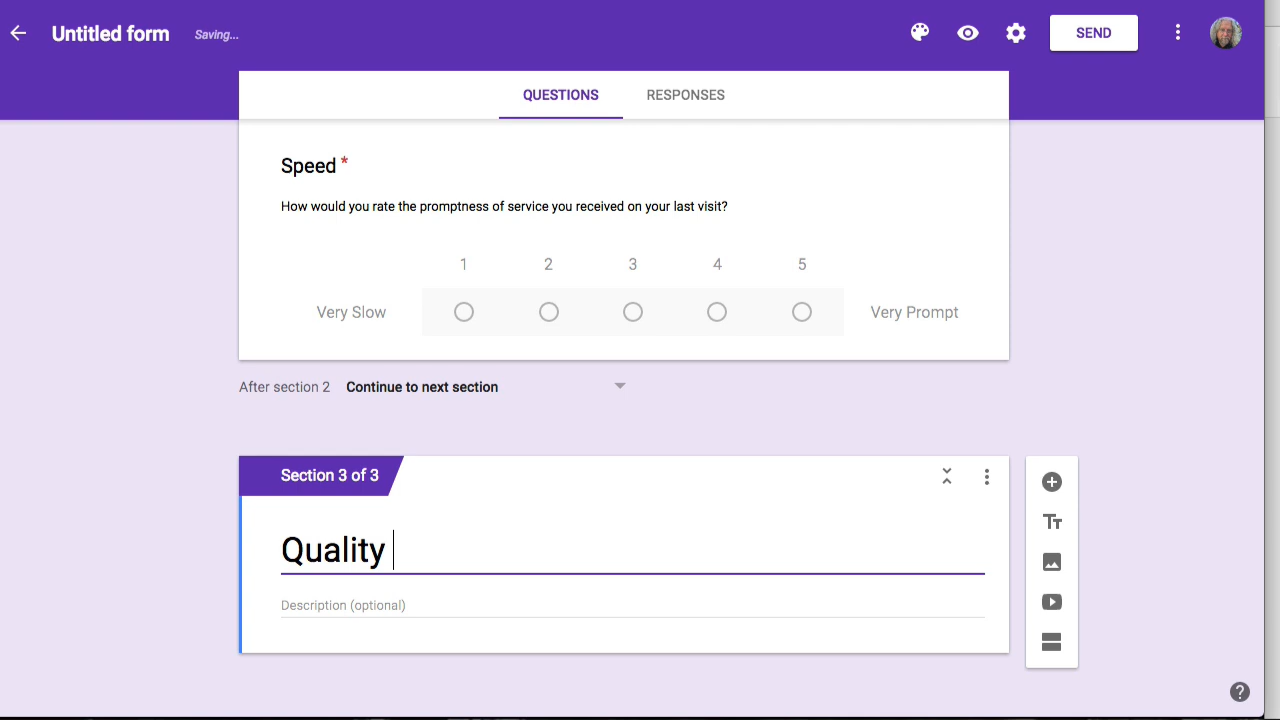 Untitled form Saving... SEND
QUESTIONS RESPONSES
Speed *
How would you rate the promptness of service you received on your last visit?
1 2 3 4 5
Very Slow Very Prompt
After section 2 Continue to next section
Section 3 of 3
Quality
Description (optional)